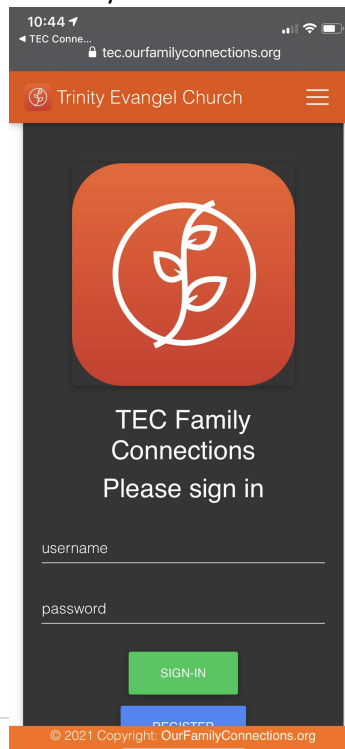 10:44
◀ TEC Conne...
tec.ourfamilyconnections.org
Trinity Evangel Church
TEC Family
Connections
Please sign in
username
password
SIGN-IN
REGISTER
© 2021 Copyright: OurFamilyConnections.org